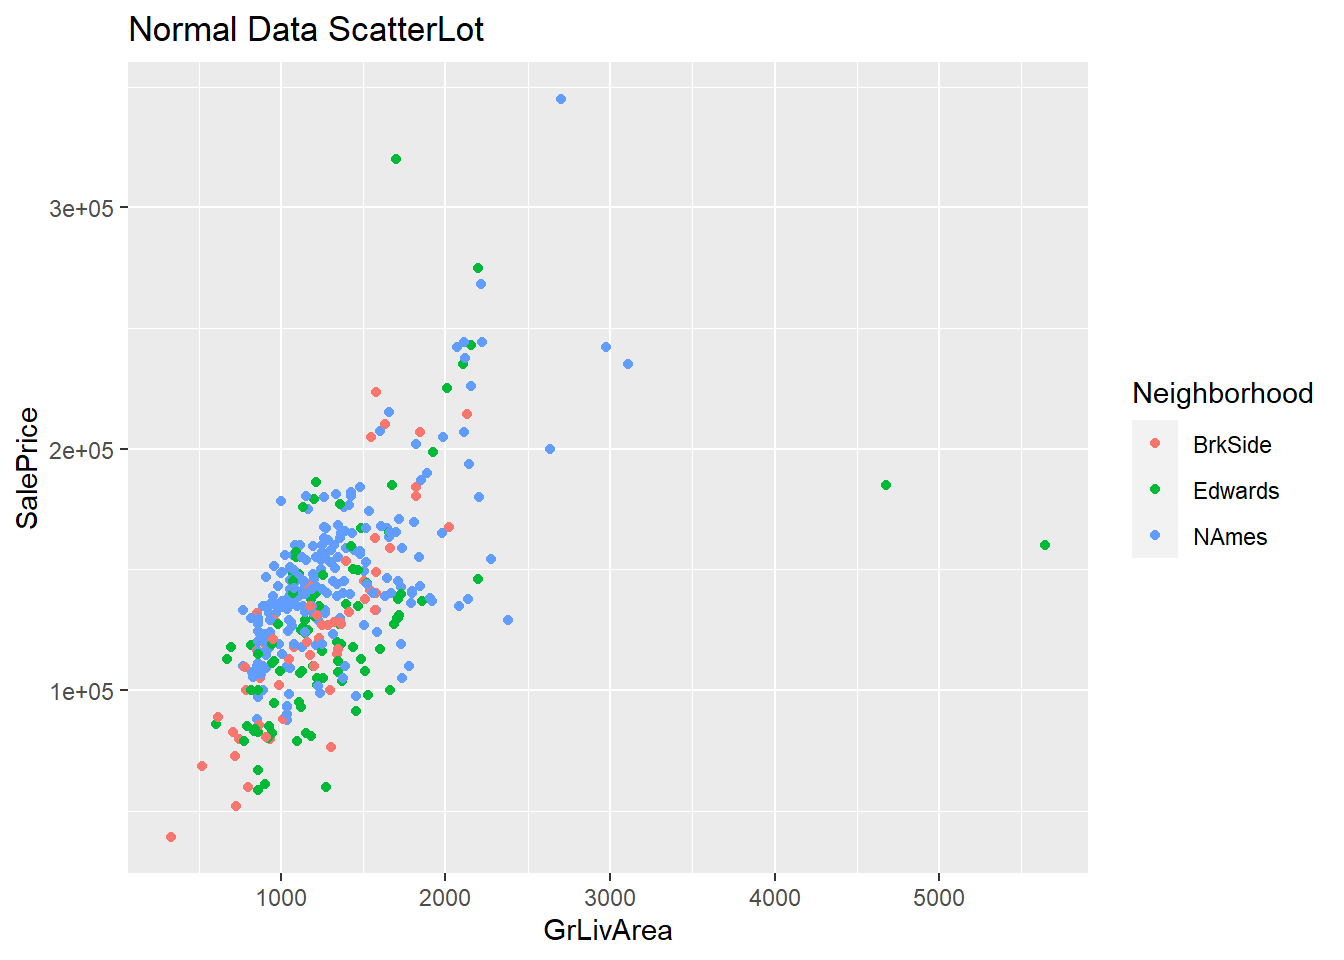 Normal Data ScatterLot
SalePrice
3e+05
2e+05
1e+05
1000 2000 3000 4000 5000
GrLivArea
Neighborhood
BrkSide
Edwards
NAmes